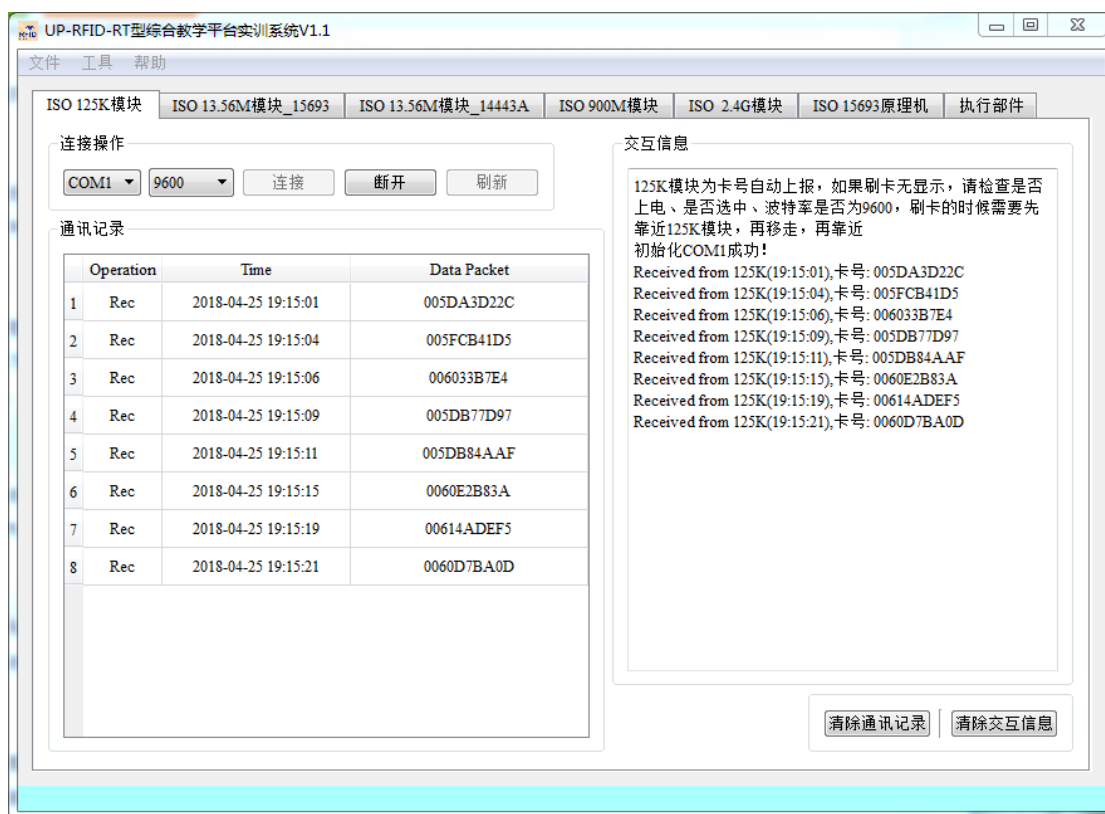 UP-RFID-RT型综合教学平台实训系统V1.1
文件 工具 帮助
ISO 125K模块 ISO 13.56M模块_15693 ISO 13.56M模块_14443A ISO 900M模块 ISO 2.4G模块 ISO 15693原理机 执行部件
连接操作
COM1 9600 连接 断开 刷新
通讯记录
Operation Time Data Packet
1 Rec 2018-04-25 19:15:01 005DA3D22C
2 Rec 2018-04-25 19:15:04 005FCB41D5
3 Rec 2018-04-25 19:15:06 006033B7E4
4 Rec 2018-04-25 19:15:09 005DB77D97
5 Rec 2018-04-25 19:15:11 005DB84AAF
6 Rec 2018-04-25 19:15:15 0060E2B83A
7 Rec 2018-04-25 19:15:19 00614ADEF5
8 Rec 2018-04-25 19:15:21 0060D7BA0D
交互信息
125K模块为卡号自动上报，如果刷卡无显示，请检查是否
上电、是否选中、波特率是否为9600，刷卡的时候需要先
靠近125K模块，再移走，再靠近
初始化COM1成功!
Received from 125K(19:15:01),卡号: 005DA3D22C
Received from 125K(19:15:04),卡号: 005FCB41D5
Received from 125K(19:15:06),卡号: 006033B7E4
Received from 125K(19:15:09),卡号: 005DB77D97
Received from 125K(19:15:11),卡号: 005DB84AAF
Received from 125K(19:15:15),卡号: 0060E2B83A
Received from 125K(19:15:19),卡号: 00614ADEF5
Received from 125K(19:15:21),卡号: 0060D7BA0D
清除通讯记录 清除交互信息